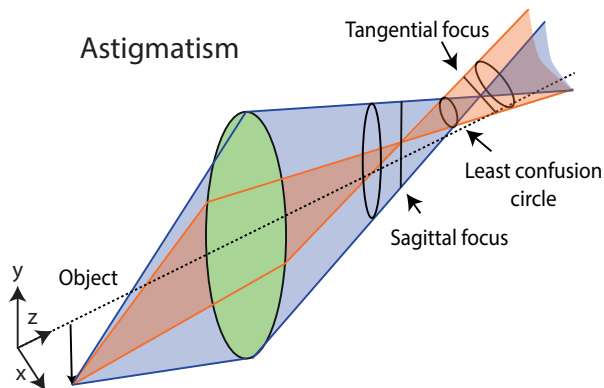 Astigmatism
Tangential
focus
Least confusion
circle
Sagittal focus
Object
y
z
x